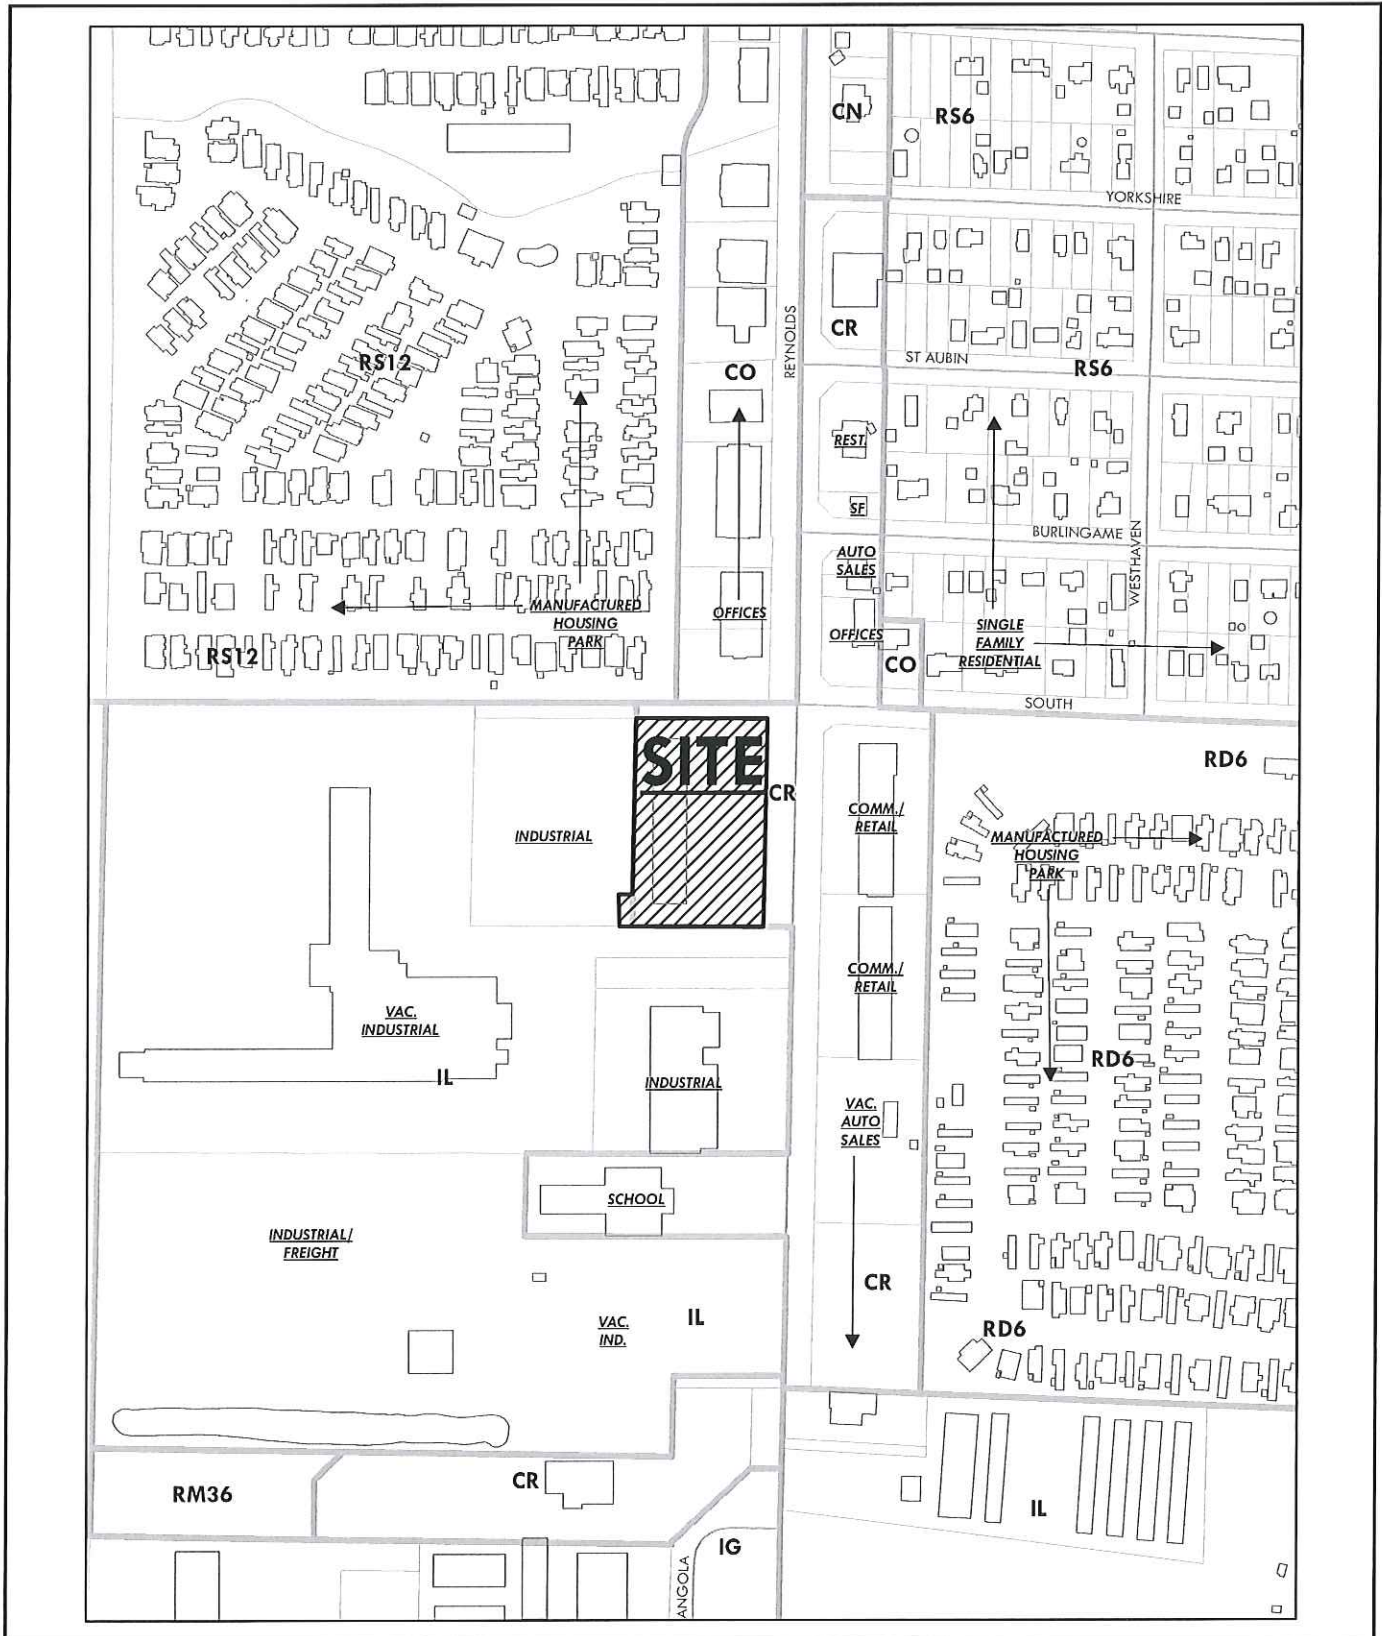 CN
RS6
YORKSHIRE
REYNOLDS
CR
ST AUBIN
RS6
RS12
CO
REST.
SF
BURLINGAME
WESTHAVEN
AUTO
SALES
MANUFACTURED
HOUSING
PARK
OFFICES
OFFICES
SINGLE
FAMILY
RESIDENTIAL
RS12
CO
SOUTH
SITE
CR
RD6
COMM./
RETAIL
INDUSTRIAL
MANUFACTURED
HOUSING
PARK
COMM./
RETAIL
VAC.
INDUSTRIAL
IL
INDUSTRIAL
RD6
VAC.
AUTO
SALES
SCHOOL
INDUSTRIAL/
FREIGHT
CR
VAC.
IND.
IL
RD6
RM36
CR
IL
IG
ANGOLA